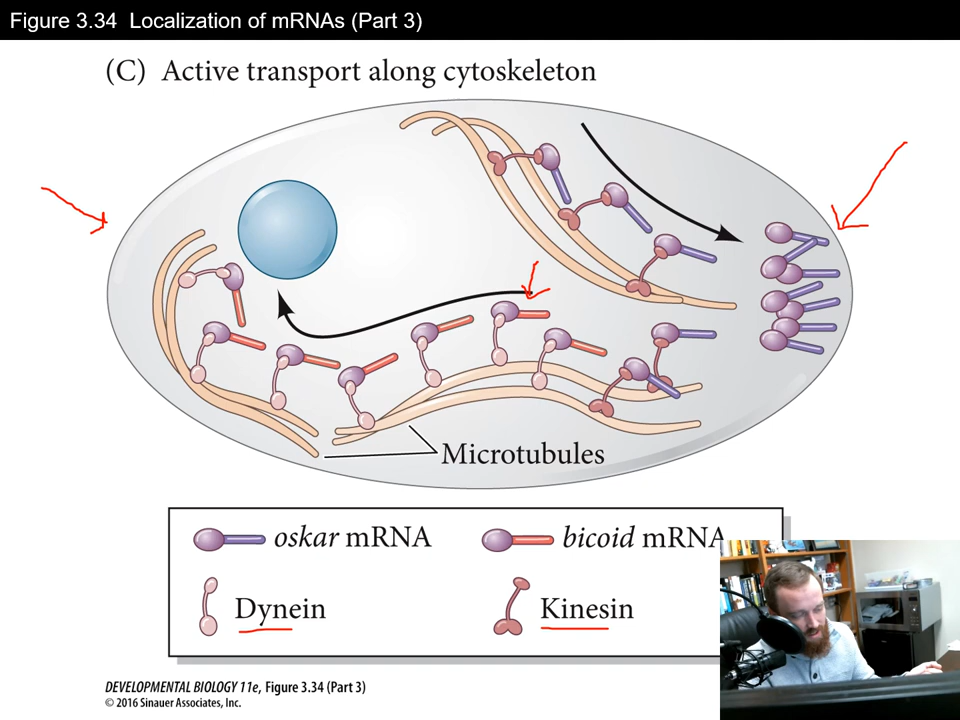 Figure 3.34 Localization of mRNAs (Part 3)
(C) Active transport along cytoskeleton
Microtubules
oskar mRNA
bicoid mRNA
Dynein
Kinesin
DEVELOPMENTAL BIOLOGY 11e, Figure 3.34 (Part 3)
© 2016 Sinauer Associates, Inc.